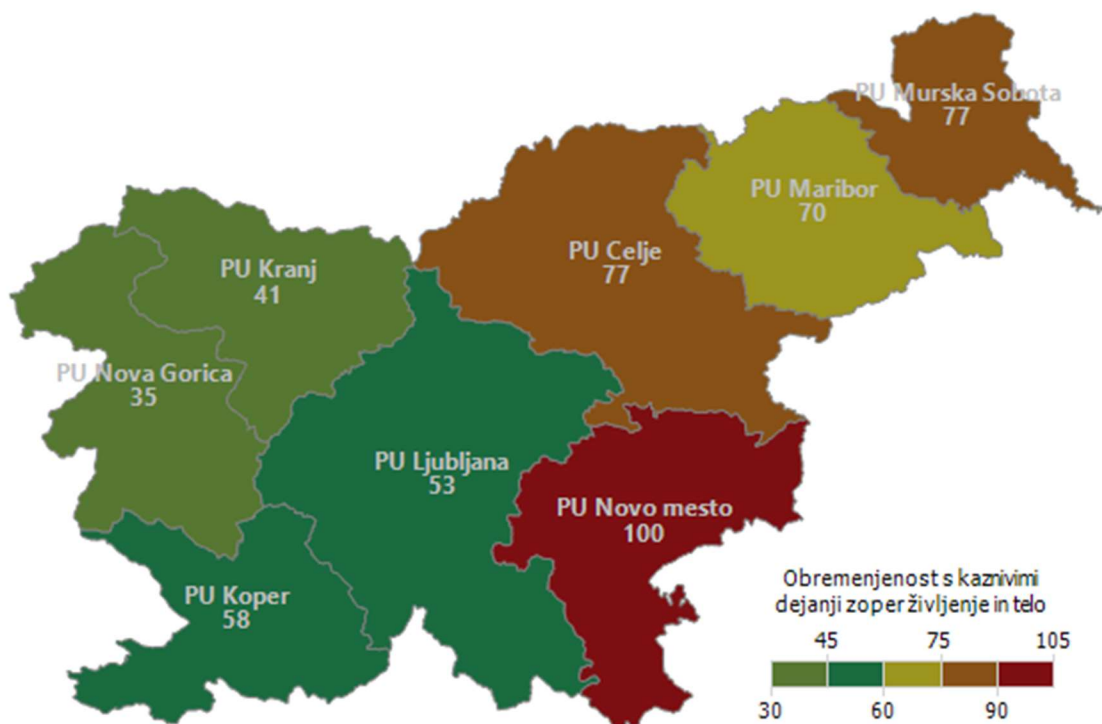 PU Murska Sobota
77
PU Maribor
70
PU Celje
77
PU Kranj
41
PU Nova Gorica
35
PU Ljubljana
53
PU Novo mesto
100
PU Koper
58
Obremenjenost s kaznivimi
dejanji zoper življenje in telo
45 75 105
30 60 90